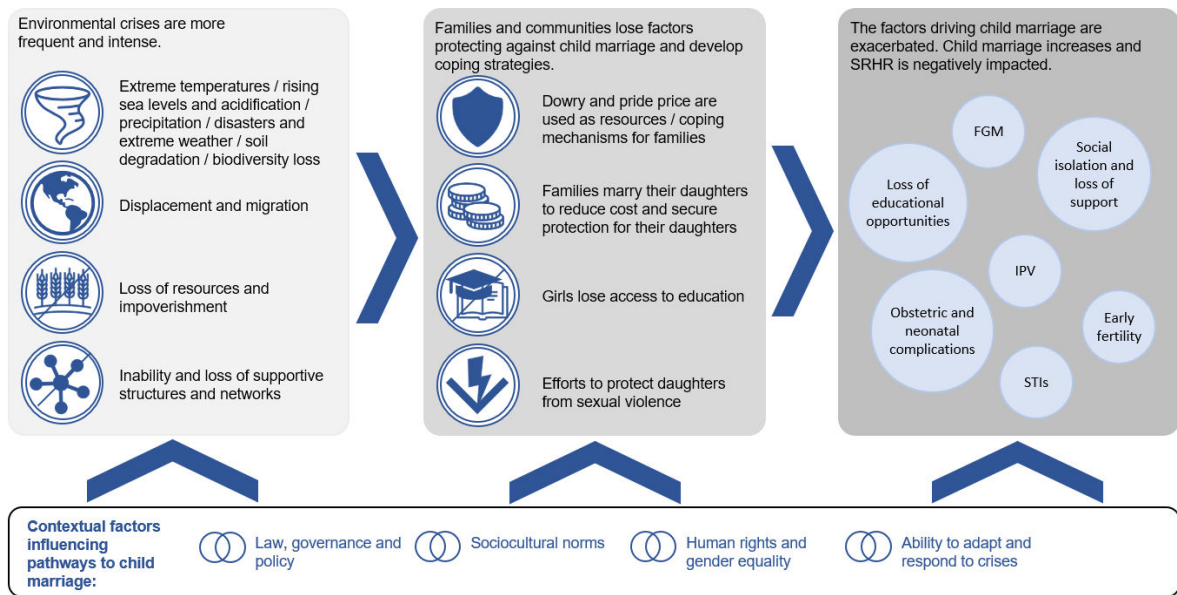 Environmental crises are more
frequent and intense.
Extreme temperatures / rising
sea levels and acidification /
precipitation / disasters and
extreme weather / soil
degradation / biodiversity loss
Displacement and migration
Loss of resources and
impoverishment
Inability and loss of supportive
structures and networks
Families and communities lose factors
protecting against child marriage and develop
coping strategies.
Dowry and pride price are
used as resources / coping
mechanisms for families
Families marry their daughters
to reduce cost and secure
protection for their daughters
Girls lose access to education
Efforts to protect daughters
from sexual violence
The factors driving child marriage are
exacerbated. Child marriage increases and
SRHR is negatively impacted.
FGM
Social
isolation and
loss of
support
Loss of
educational
opportunities
IPV
Obstetric and
neonatal
complications
Early
fertility
STIs
Contextual factors
influencing
pathways to child
marriage:
Law, governance and
policy
Sociocultural norms
Human rights and
gender equality
Ability to adapt and
respond to crises